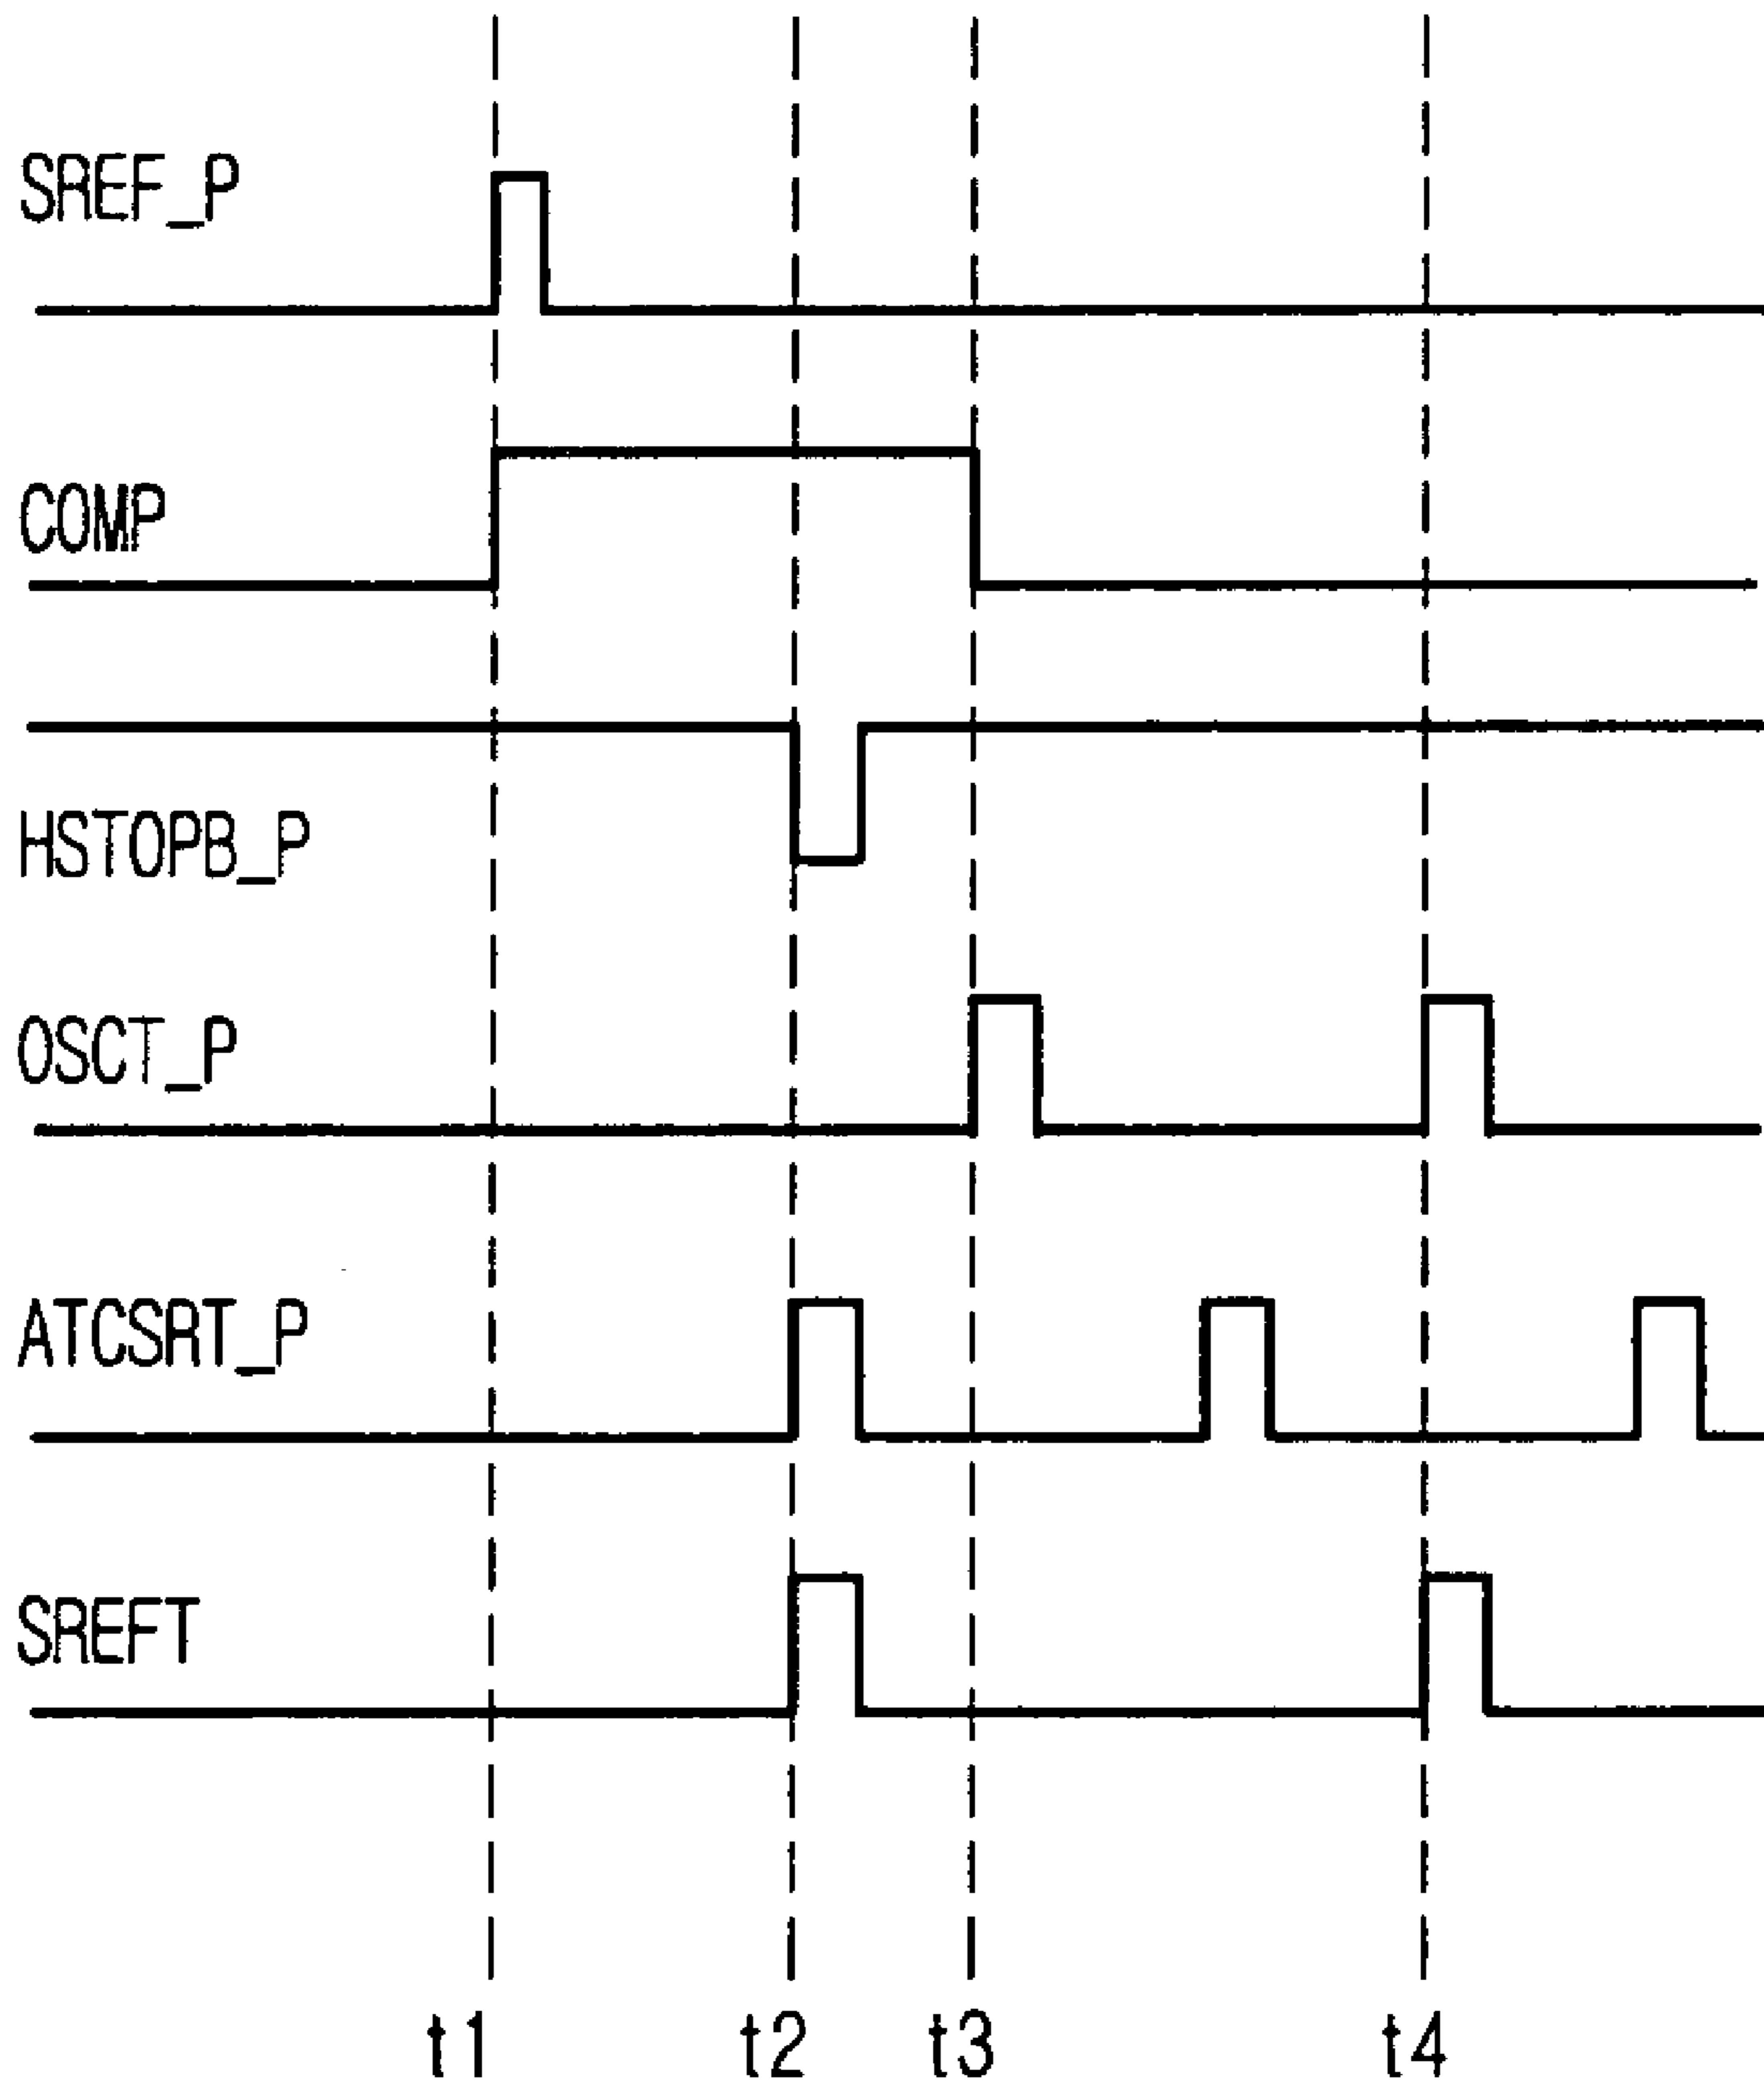 SREF_P
COMP
HSTOPB_P
OSCT_P
ATCSRT_P
SREFT
t1 t2 t3 t4